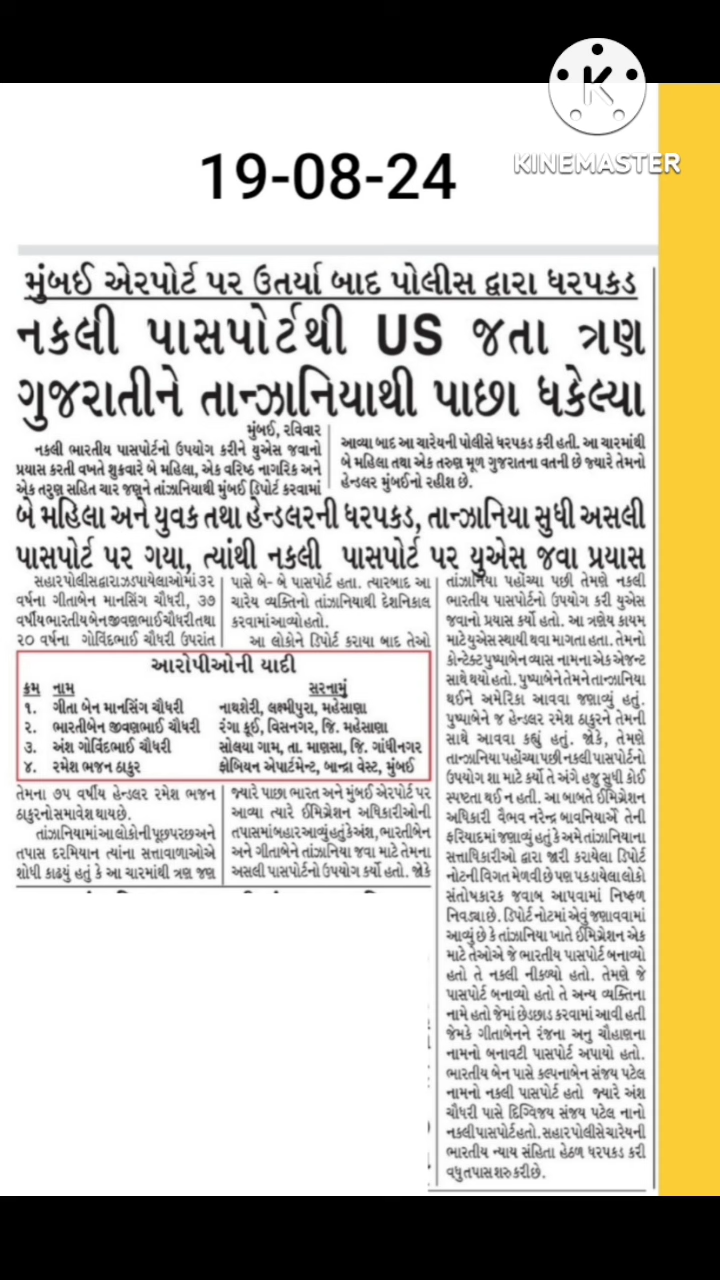 KINEMASTER
19-08-24
મુંબઈ એરપોર્ટ પર ઉતર્યા બાદ પોલીસ દ્વારા ધરપકડ
નકલી પાસપોર્ટથી US જતા ત્રણ
ગુજરાતીને તાન્ઝાનિયાથી પાછા ધકેલ્યા
મુંબઈ, રવિવાર
નકલી ભારતીય પાસપોર્ટનો ઉપયોગ કરીને યુએસ જવાનો
પ્રયાસ કરતી વખતે શુક્રવારે બે મહિલા, એક વરિષ્ઠ નાગરિક અને
એક તરુણ સહિત ચાર જણને તાંઝાનિયાથી મુંબઈ ડિપોર્ટ કરવામાં
આવ્યા બાદ આ ચારેયની પોલીસે ધરપકડ કરી હતી. આ ચારમાંથી
બે મહિલા તથા એક તરુણ મૂળ ગુજરાતના વતની છે જ્યારે તેમનો
હેન્ડલર મુંબઈનો રહીશ છે.
બે મહિલા અને યુવક તથા હેન્ડલરની ધરપકડ, તાન્ઝાનિયા સુધી અસલી
પાસપોર્ટ પર ગયા, ત્યાંથી નકલી પાસપોર્ટ પર યુએસ જવા પ્રયાસ
સહાર પોલીસ દ્વારા ઝડપાયેલાઓમાં ૩૨
વર્ષના ગીતાબેન માનસિંગ ચૌધરી, ૩૭
વર્ષીય ભારતીયબેન જીવણભાઈ ચૌધરી તથા
૨૦ વર્ષના ગોવિંદભાઈ ચૌધરી ઉપરાંત
પાસે બે- બે પાસપોર્ટ હતા. ત્યારબાદ આ
ચારેય વ્યક્તિનો તાંઝાનિયાથી દેશનિકાલ
કરવામાં આવ્યો હતો.
આ લોકોને ડિપોર્ટ કરાયા બાદ તેઓ
આરોપીઓની યાદી
ક્રમ નામ સરનામું
૧. ગીતા બેન માનસિંગ ચૌધરી નાથશેરી, લક્ષ્મીપુરા, મહેસાણા
૨. ભારતીબેન જીવણભાઈ ચૌધરી રંગા કૂઈ, વિસનગર, જિ. મહેસાણા
૩. અંશ ગોવિંદભાઈ ચૌધરી સોલયા ગામ, તા. માણસા, જિ. ગાંધીનગર
૪. રમેશ ભજન ઠાકુર ફોબિયન એપાર્ટમેન્ટ, બાન્દ્રા વેસ્ટ, મુંબઈ
તેમના ૭૫ વર્ષીય હેન્ડલર રમેશ ભજન
ઠાકુરનો સમાવેશ થાય છે.
તાંઝાનિયામાં આ લોકોની પૂછપરછ અને
તપાસ દરમિયાન ત્યાંના સત્તાવાળાઓએ
શોધી કાઢયું હતું કે આ ચારમાંથી ત્રણ જણ
જ્યારે પાછા ભારત અને મુંબઈ એરપોર્ટ પર
આવ્યા ત્યારે ઈમિગ્રેશન અધિકારીઓની
તપાસમાં બહાર આવ્યું હતું કે અંશ, ભારતીબેન
અને ગીતાબેને તાંઝાનિયા જવા માટે તેમના
અસલી પાસપોર્ટનો ઉપયોગ કર્યો હતો. જોકે
તાંઝાનિયા પહોંચ્યા પછી તેમણે નકલી
ભારતીય પાસપોર્ટનો ઉપયોગ કરી યુએસ
જવાનો પ્રયાસ કર્યો હતો. આ ત્રણેય કાયમ
માટે યુએસ સ્થાયી થવા માગતા હતા. તેમનો
કોન્ટેક્ટ પુષ્પાબેન વ્યાસ નામના એક એજન્ટ
સાથે થયો હતો. પુષ્પાબેને તેમને તાન્ઝાનિયા
થઈને અમેરિકા આવવા જણાવ્યું હતું.
પુષ્પાબેને જ હેન્ડલર રમેશ ઠાકુરને તેમની
સાથે આવવા કહ્યું હતું. જોકે, તેમણે
તાન્ઝાનિયા પહોંચ્યા પછી નકલી પાસપોર્ટનો
ઉપયોગ શા માટે કર્યો તે અંગે હજુ સુધી કોઈ
સ્પષ્ટતા થઈ ન હતી. આ બાબતે ઈમિગ્રેશન
અધિકારી વૈભવ નરેન્દ્ર બાવનિયાએ તેની
ફરિયાદમાં જણાવ્યું હતું કે અમે તાંઝાનિયાના
સત્તાધિકારીઓ દ્વારા જારી કરાયેલા ડિપોર્ટ
નોટની વિગત મેળવી છે પણ પકડાયેલા લોકો
સંતોષકારક જવાબ આપવામાં નિષ્ફળ
નિવડ્યા છે. ડિપોર્ટ નોટમાં એવું જણાવવામાં
આવ્યું છે કે તાંઝાનિયા ખાતે ઈમિગ્રેશન એક
માટે તેઓએ જે ભારતીય પાસપોર્ટ બનાવ્યો
હતો તે નકલી નીકળ્યો હતો. તેમણે જે
પાસપોર્ટ બનાવ્યો હતો તે અન્ય વ્યક્તિના
નામે હતો જેમાં છેડછાડ કરવામાં આવી હતી
જેમકે ગીતાબેનને રંજના અનુ ચૌહાણના
નામનો બનાવટી પાસપોર્ટ અપાયો હતો.
ભારતીય બેન પાસે કલ્પનાબેન સંજય પટેલ
નામનો નકલી પાસપોર્ટ હતો જ્યારે અંશ
ચૌધરી પાસે દિગ્વિજય સંજય પટેલ નાનો
નકલી પાસપોર્ટ હતો. સહાર પોલીસે ચારેયની
ભારતીય ન્યાય સંહિતા હેઠળ ધરપકડ કરી
વધુ તપાસ શરુ કરી છે.